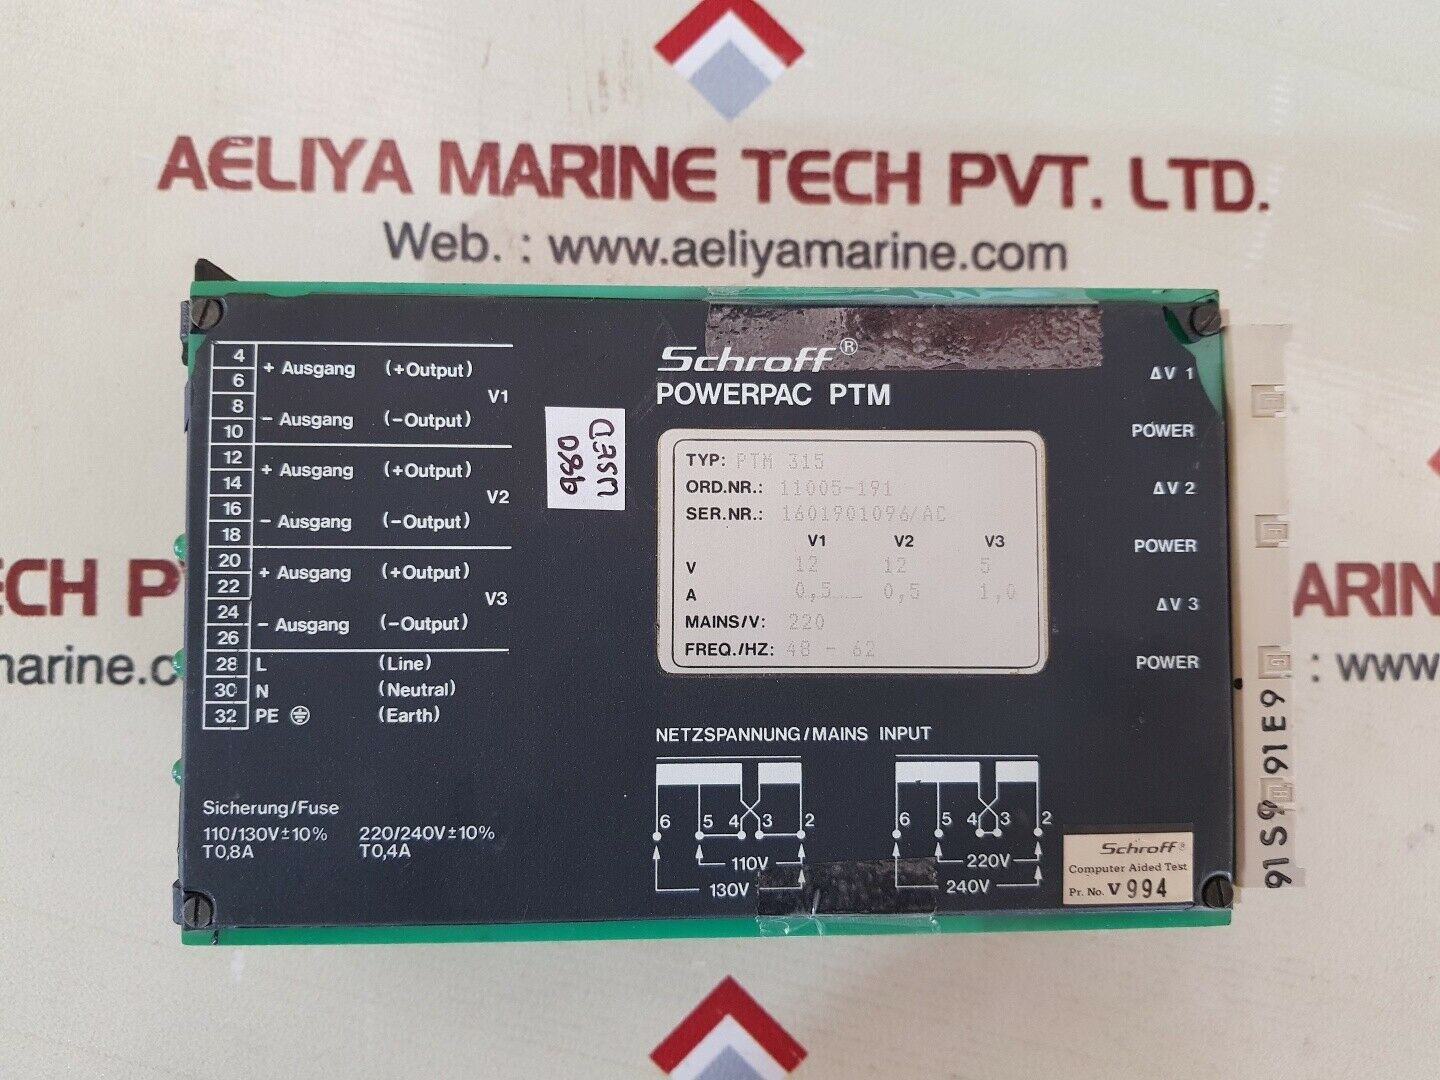 AELIYA MARINE TECH PVT. LTD.
Web. : www.aeliyamarine.com
ECH P
marine.c
ARIN
: www.
4
6
8
10
12
14
16
18
20
22
24
26
28
30
32
+ Ausgang (+Output)
V1
− Ausgang (−Output)
+ Ausgang (+Output)
V2
− Ausgang (−Output)
+ Ausgang (+Output)
V3
− Ausgang (−Output)
L (Line)
N (Neutral)
PE (Earth)
Sicherung/Fuse
110/130V±10% 220/240V±10%
T0,8A T0,4A
USED
980
Schroff®
POWERPAC PTM
TYP: PTM 315
ORD.NR.: 11005-191
SER.NR.: 1601901096/AC
V1 V2 V3
V 12 12 5
A 0,5 0,5 1,0
MAINS/V: 220
FREQ./HZ: 48 - 62
ΔV 1
POWER
ΔV 2
POWER
ΔV 3
POWER
NETZSPANNUNG/MAINS INPUT
6 5 4 3 2
110V
130V
6 5 4 3 2
220V
240V
Schroff®
Computer Aided Test
Pr. No. V 994